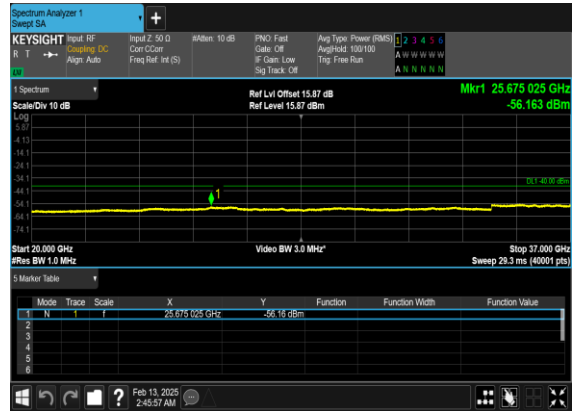 Spectrum Analyzer 1
Swept SA
KEYSIGHT Input: RF Input Z: 50 Ω #Atten: 10 dB PNO: Fast Avg Type: Power (RMS) 1 2 3 4 5 6
R T Coupling: DC Corr CCorr Gate: Off Avg|Hold: 100/100 A W W W W W
Align: Auto Freq Ref: Int (S) IF Gain: Low Trig: Free Run
Sig Track: Off A N N N N N
1 Spectrum Ref Lvl Offset 15.87 dB Mkr1 25.675 025 GHz
Scale/Div 10 dB Ref Level 15.87 dBm -56.163 dBm
Log
5.87
-4.13
-14.1
-24.1
-34.1
DL1 -40.00 dBm
-44.1
1
-54.1
-64.1
-74.1
Start 20.000 GHz Video BW 3.0 MHz* Stop 37.000 GHz
#Res BW 1.0 MHz Sweep 29.3 ms (40001 pts)
5 Marker Table
Mode Trace Scale X Y Function Function Width Function Value
1 N 1 f 25.675 025 GHz -56.16 dBm
2
3
4
5
6
Feb 13, 2025
2:45:57 AM